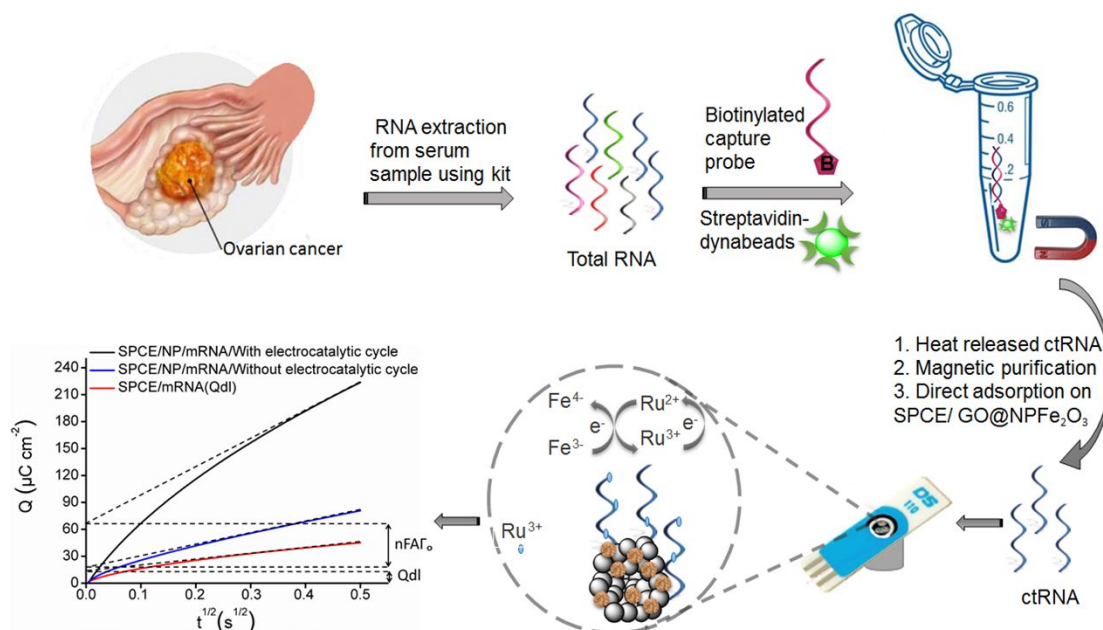 RNA extraction
from serum
sample using kit
Ovarian cancer
Total RNA
Biotinylated
capture
probe
B
Streptavidin-
dynabeads
0.6
0.4
.2
N
1. Heat released ctRNA
2. Magnetic purification
3. Direct adsorption on
SPCE/ GO@NPFe₂O₃
ctRNA
DS
110
Fe⁴⁻ Ru²⁺
e⁻ e⁻
Fe³⁻ Ru³⁺
Ru³⁺
SPCE/NP/mRNA/With electrocatalytic cycle
SPCE/NP/mRNA/Without electrocatalytic cycle
SPCE/mRNA(Qdl)
Q (µC cm⁻²)
240
210
180
150
120
90
60
30
0
nFAΓₒ
Qdl
0.0 0.1 0.2 0.3 0.4 0.5
t^1/2 (s^1/2)